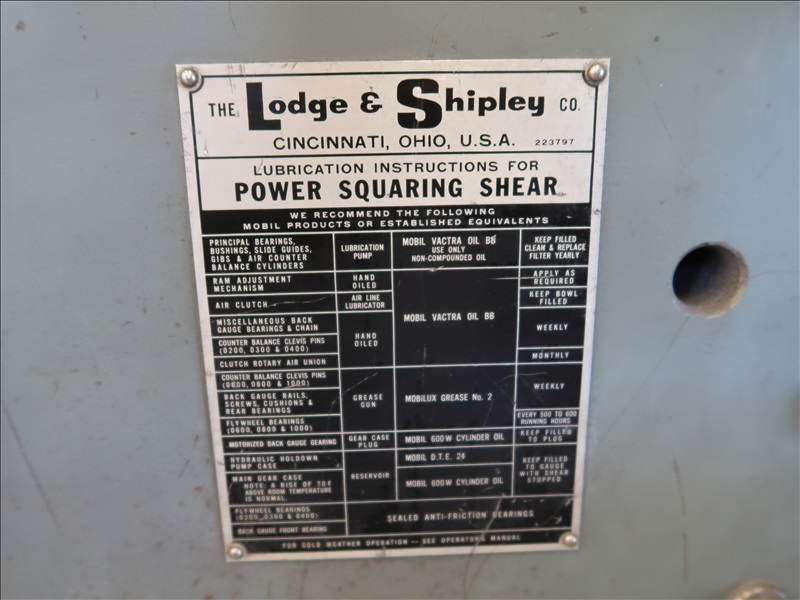 THE Lodge & Shipley CO.
CINCINNATI, OHIO, U.S.A. 223797
LUBRICATION INSTRUCTIONS FOR
POWER SQUARING SHEAR
WE RECOMMEND THE FOLLOWING
MOBIL PRODUCTS OR ESTABLISHED EQUIVALENTS
PRINCIPAL BEARINGS,
BUSHINGS, SLIDE GUIDES,
GIBS & AIR COUNTER
BALANCE CYLINDERS
LUBRICATION
PUMP
MOBIL VACTRA OIL BB
USE ONLY
NON-COMPOUNDED OIL
KEEP FILLED
CLEAN & REPLACE
FILTER YEARLY
RAM ADJUSTMENT
MECHANISM
HAND
OILED
MOBIL VACTRA OIL BB
APPLY AS
REQUIRED
AIR CLUTCH
AIR LINE
LUBRICATOR
KEEP BOWL
FILLED
MISCELLANEOUS BACK
GAUGE BEARINGS & CHAIN
HAND
OILED
WEEKLY
COUNTER BALANCE CLEVIS PINS
(0200, 0300 & 0400)
CLUTCH ROTARY AIR UNION
MONTHLY
COUNTER BALANCE CLEVIS PINS
(0600, 0800 & 1000)
GREASE
GUN
MOBILUX GREASE No. 2
WEEKLY
BACK GAUGE RAILS,
SCREWS, CUSHIONS &
REAR BEARINGS
FLYWHEEL BEARINGS
(0600, 0800 & 1000)
EVERY 500 TO 600
RUNNING HOURS
MOTORIZED BACK GAUGE GEARING
GEAR CASE
PLUG
MOBIL 600W CYLINDER OIL
KEEP FILLED
TO PLUG
HYDRAULIC HOLDOWN
PUMP CASE
RESERVOIR
MOBIL D.T.E. 24
KEEP FILLED
TO GAUGE
WITH SHEAR
STOPPED
MAIN GEAR CASE
NOTE: A RISE OF 70F
ABOVE ROOM TEMPERATURE
IS NORMAL.
MOBIL 600W CYLINDER OIL
FLYWHEEL BEARINGS
(0200, 0300 & 0400)
SEALED ANTI-FRICTION BEARINGS
BACK GAUGE FRONT BEARING
FOR COLD WEATHER OPERATION -- SEE OPERATORS MANUAL